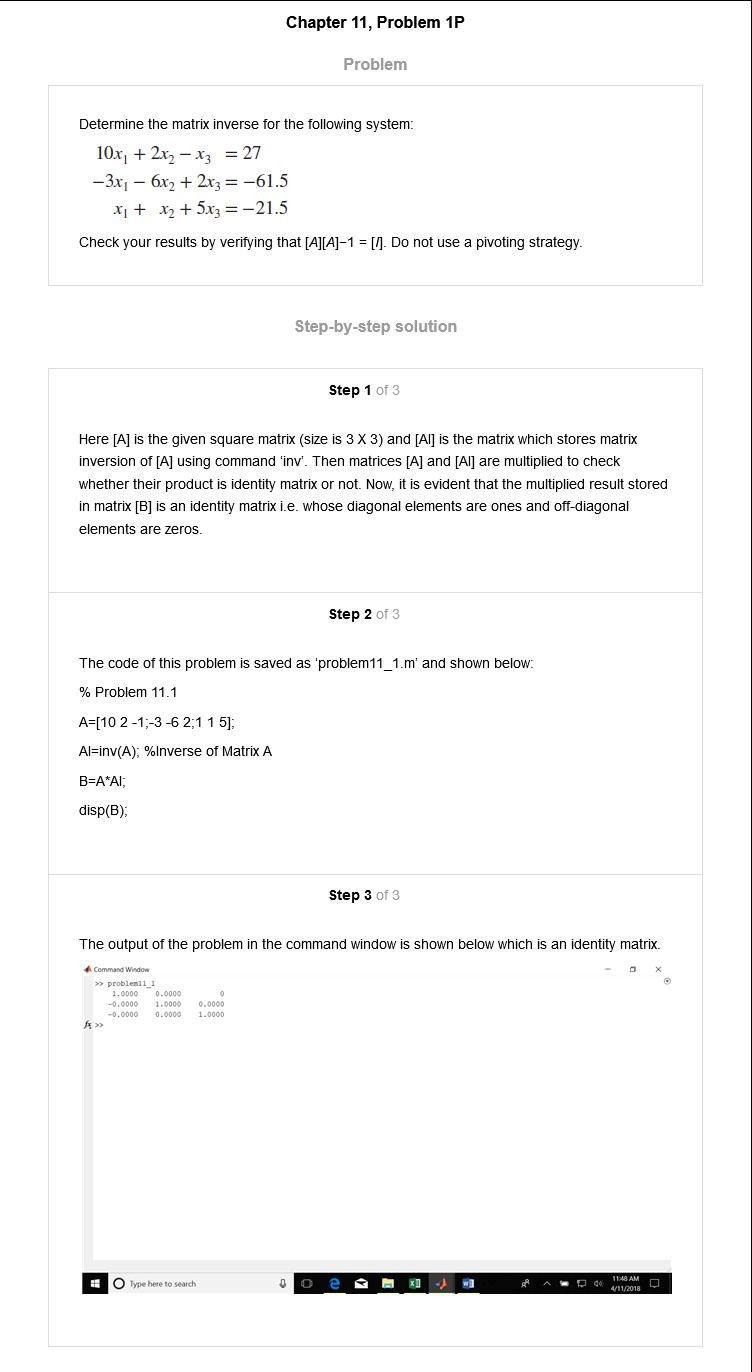 Chapter 11, Problem 1P
Problem
Determine the matrix inverse for the following system:
10x₁ + 2x₂ − x₃ = 27
−3x₁ − 6x₂ + 2x₃ = −61.5
x₁ + x₂ + 5x₃ = −21.5
Check your results by verifying that [A][A]−1 = [I]. Do not use a pivoting strategy.
Step-by-step solution
Step 1 of 3
Here [A] is the given square matrix (size is 3 X 3) and [AI] is the matrix which stores matrix
inversion of [A] using command 'inv'. Then matrices [A] and [AI] are multiplied to check
whether their product is identity matrix or not. Now, it is evident that the multiplied result stored
in matrix [B] is an identity matrix i.e. whose diagonal elements are ones and off-diagonal
elements are zeros.
Step 2 of 3
The code of this problem is saved as 'problem11_1.m' and shown below:
% Problem 11.1
A=[10 2 -1;-3 -6 2;1 1 5];
AI=inv(A); %Inverse of Matrix A
B=A*AI;
disp(B);
Step 3 of 3
The output of the problem in the command window is shown below which is an identity matrix.
Command Window
>> problem11_1
1.0000 0.0000 0
-0.0000 1.0000 0.0000
-0.0000 0.0000 1.0000
fx >>
Type here to search
11:48 AM
4/11/2018